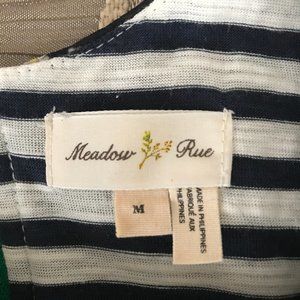 Meadow Rue
M
MADE IN PHILIPPINES
FABRIQUÉ AUX
PHILIPPINES